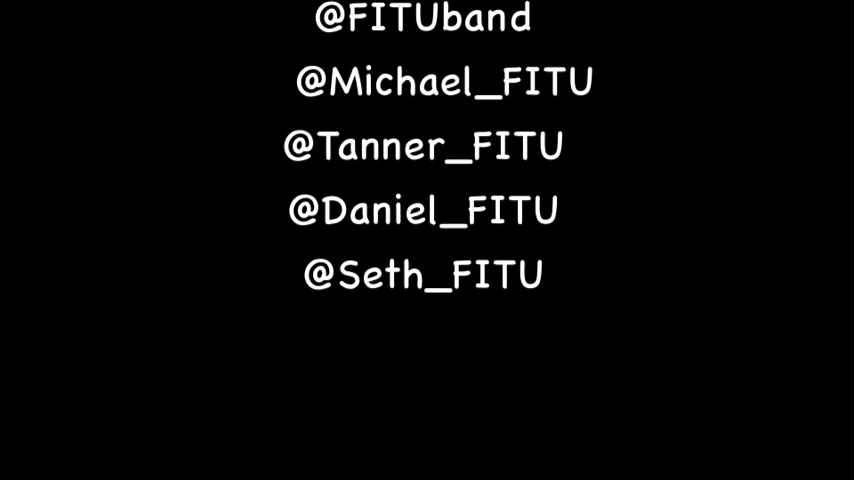 @FITUband
@Michael_FITU
@Tanner_FITU
@Daniel_FITU
@Seth_FITU